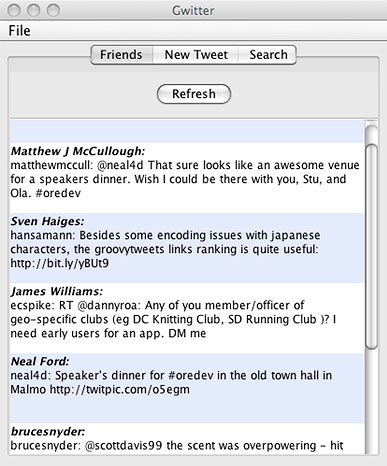 Gwitter
File
Friends New Tweet Search
Refresh
Matthew J McCullough:
matthewmccull: @neal4d That sure looks like an awesome venue
for a speakers dinner. Wish I could be there with you, Stu, and
Ola. #oredev
Sven Haiges:
hansamann: Besides some encoding issues with japanese
characters, the groovytweets links ranking is quite useful:
http://bit.ly/yBUt9
James Williams:
ecspike: RT @dannyroa: Any of you member/officer of
geo-specific clubs (eg DC Knitting Club, SD Running Club )? I
need early users for an app. DM me
Neal Ford:
neal4d: Speaker's dinner for #oredev in the old town hall in
Malmo http://twitpic.com/o5egm
brucesnyder:
brucesnyder: @scottdavis99 the scent was overpowering - hit